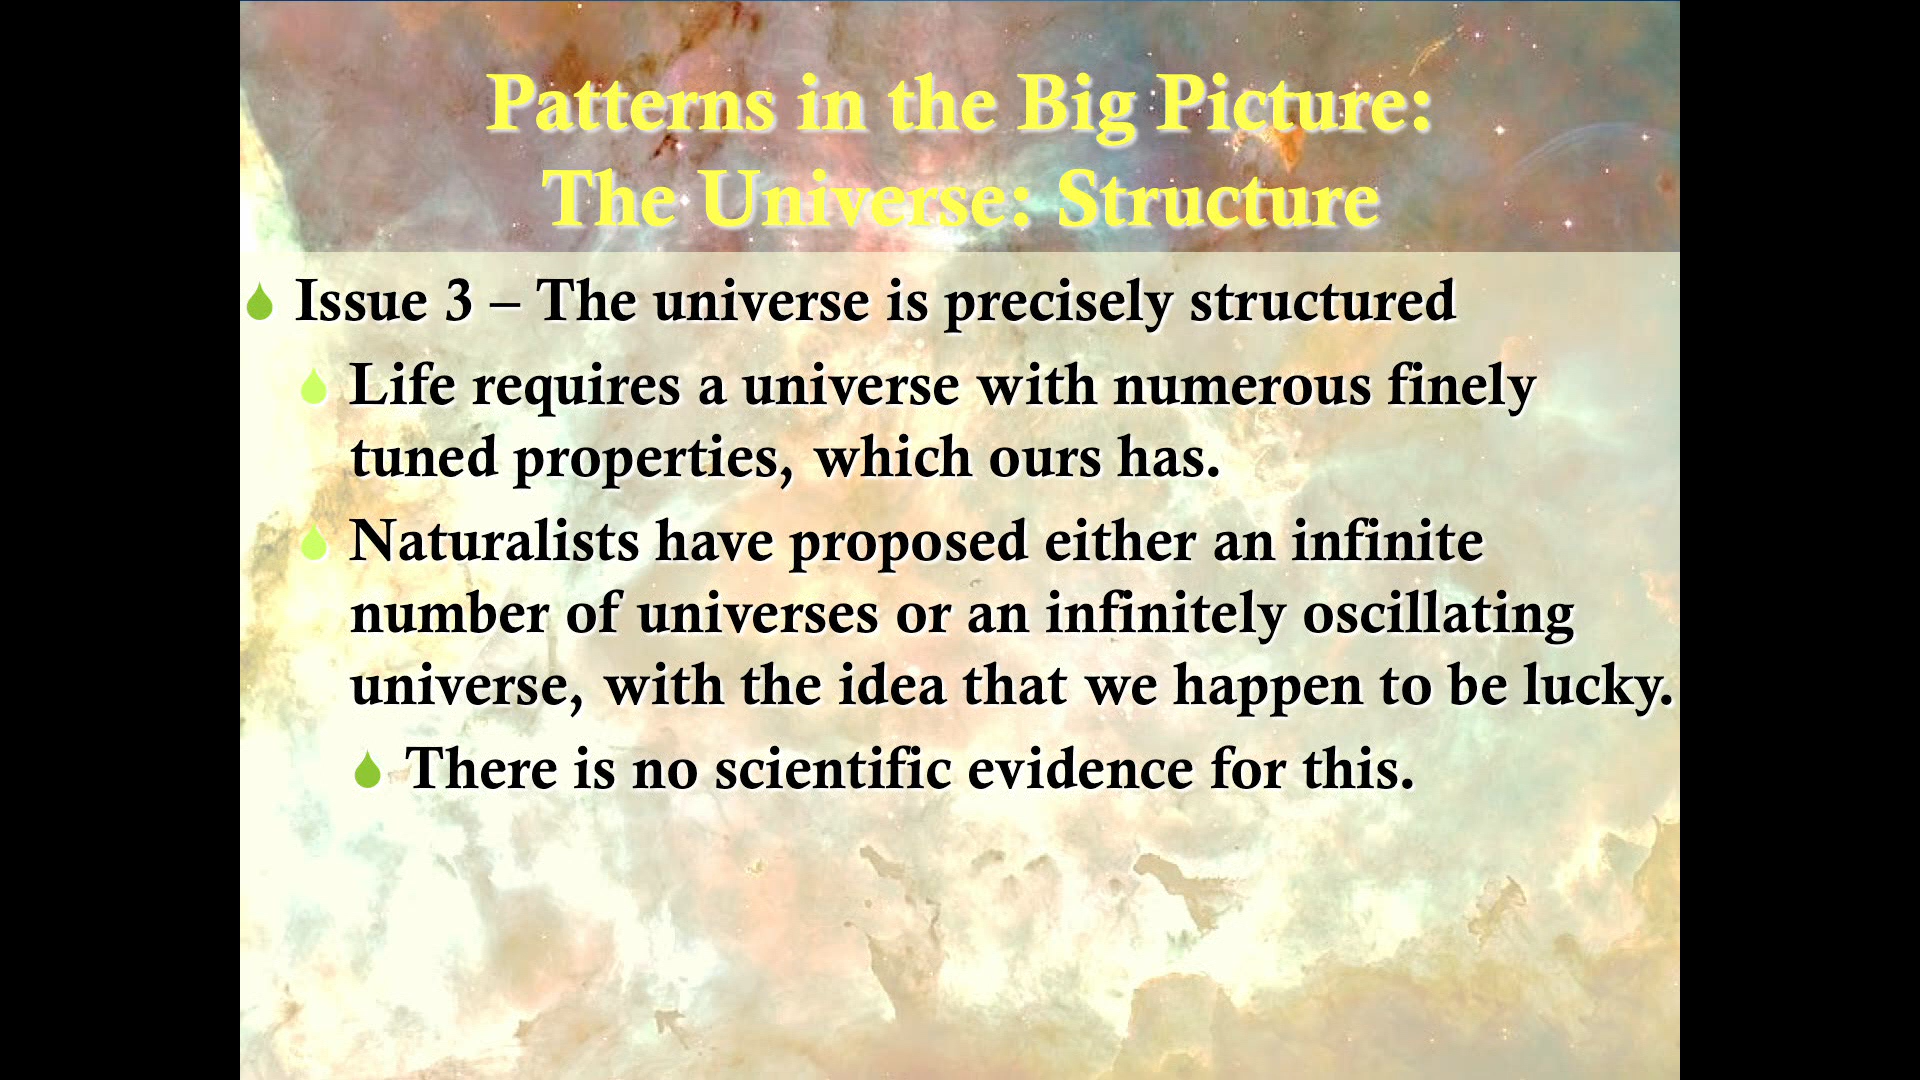 Patterns in the Big Picture:
The Universe: Structure
Issue 3 – The universe is precisely structured
Life requires a universe with numerous finely
tuned properties, which ours has.
Naturalists have proposed either an infinite
number of universes or an infinitely oscillating
universe, with the idea that we happen to be lucky.
There is no scientific evidence for this.